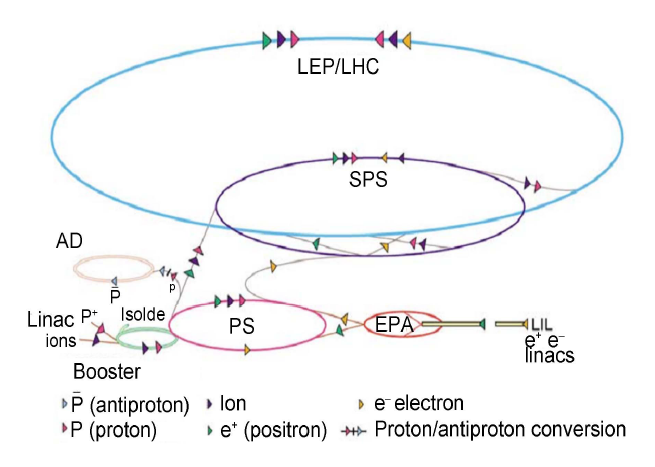 LEP/LHC
SPS
AD
P̅
p
Isolde
Linac P⁺
ions
PS
EPA
LIL
e⁺ e⁻
linacs
Booster
P̅ (antiproton)
Ion
e⁻ electron
P (proton)
e⁺ (positron)
Proton/antiproton conversion